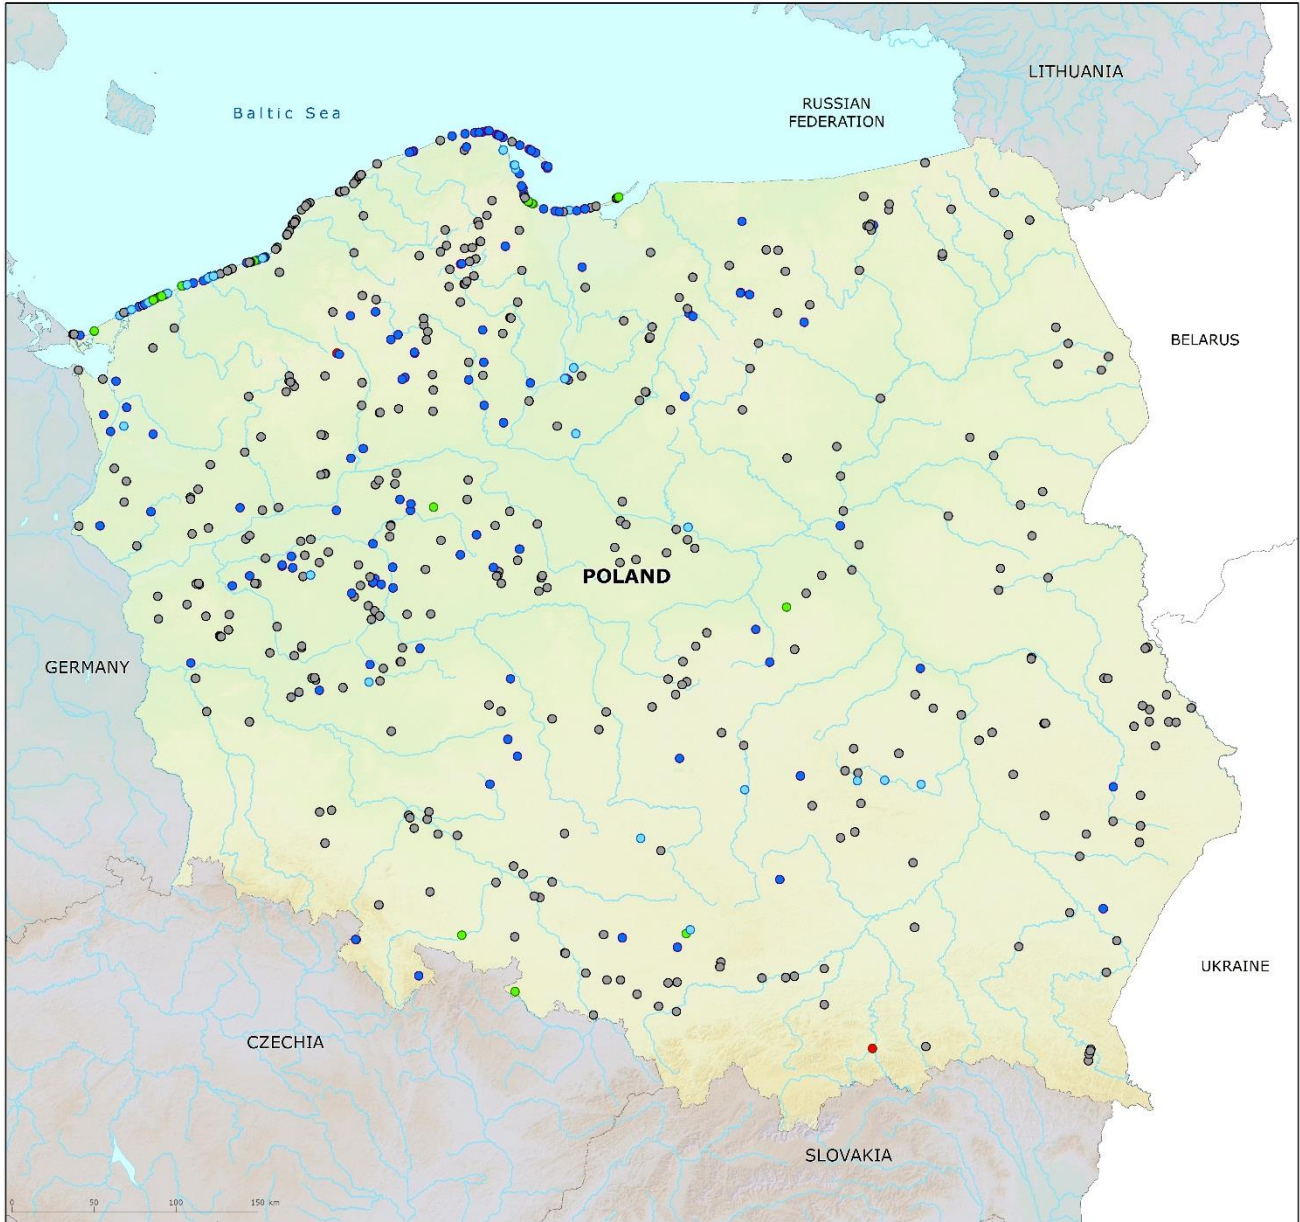 LITHUANIA
RUSSIAN
FEDERATION
Baltic Sea
BELARUS
POLAND
GERMANY
UKRAINE
CZECHIA
SLOVAKIA
0 50 100 150 km